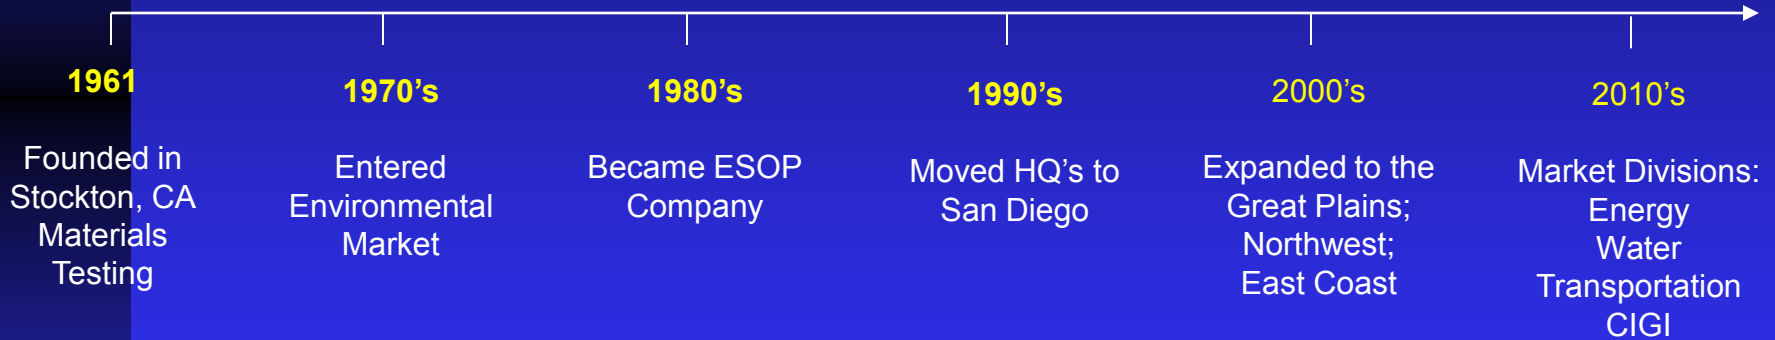 1961
Founded in
Stockton, CA
Materials
Testing
1970’s
Entered
Environmental
Market
1980’s
Became ESOP
Company
1990’s
Moved HQ’s to
San Diego
2000’s
Expanded to the
Great Plains;
Northwest;
East Coast
2010’s
Market Divisions:
Energy
Water
Transportation
CIGI